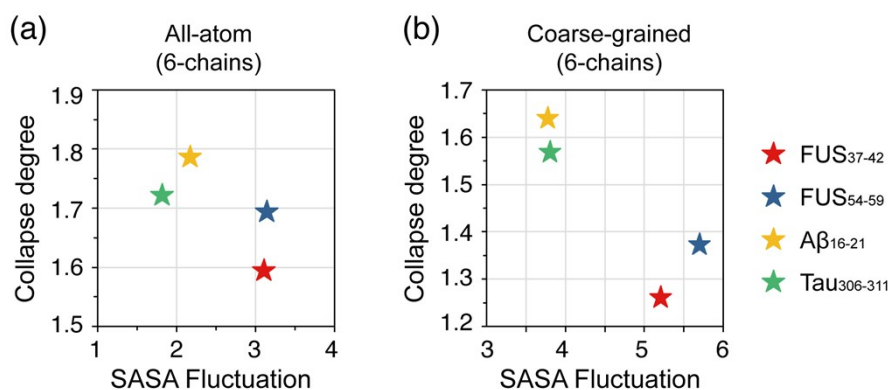 (a)
All-atom
(6-chains)
Collapse degree
1.9
1.8
1.7
1.6
1.5
1 2 3 4
SASA Fluctuation
(b)
Coarse-grained
(6-chains)
Collapse degree
1.7
1.6
1.5
1.4
1.3
1.2
3 4 5 6
SASA Fluctuation
FUS37-42
FUS54-59
Aβ16-21
Tau306-311